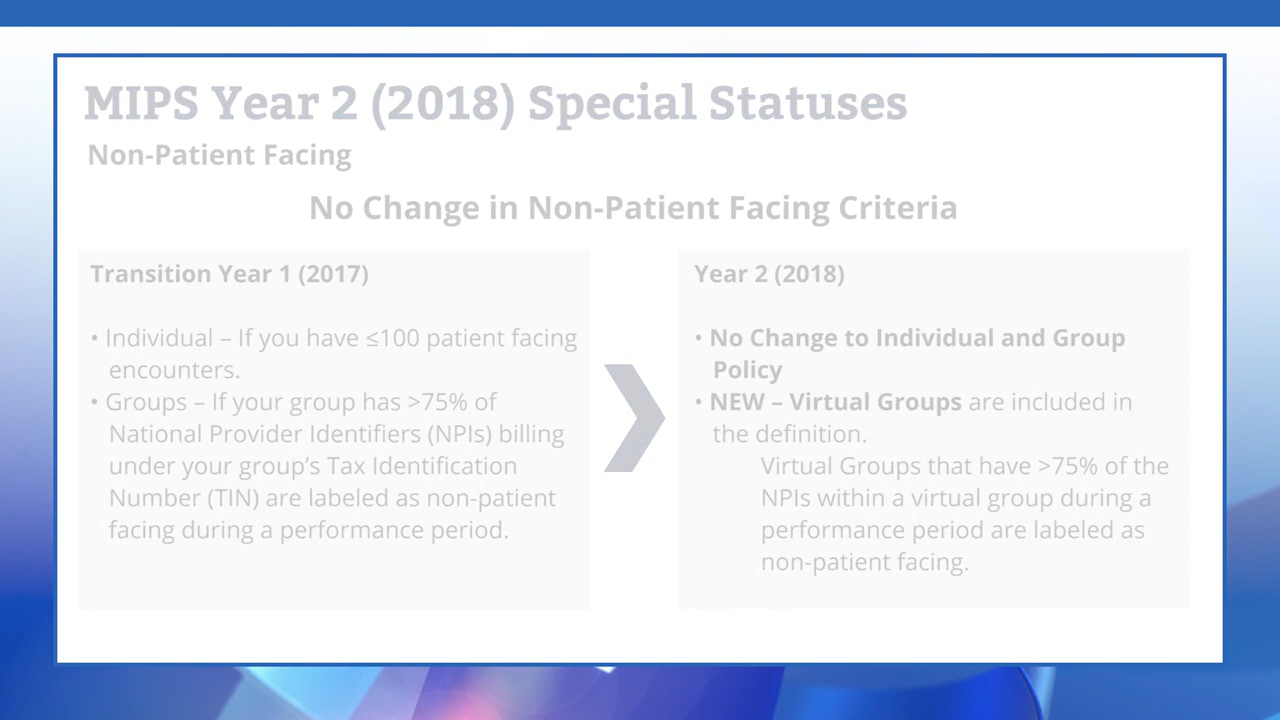 MIPS Year 2 (2018) Special Statuses
Non-Patient Facing
No Change in Non-Patient Facing Criteria
Transition Year 1 (2017)
• Individual – If you have ≤100 patient facing
encounters.
• Groups – If your group has >75% of
National Provider Identifiers (NPIs) billing
under your group’s Tax Identification
Number (TIN) are labeled as non-patient
facing during a performance period.
Year 2 (2018)
• No Change to Individual and Group
Policy
• NEW – Virtual Groups are included in
the definition.
Virtual Groups that have >75% of the
NPIs within a virtual group during a
performance period are labeled as
non-patient facing.